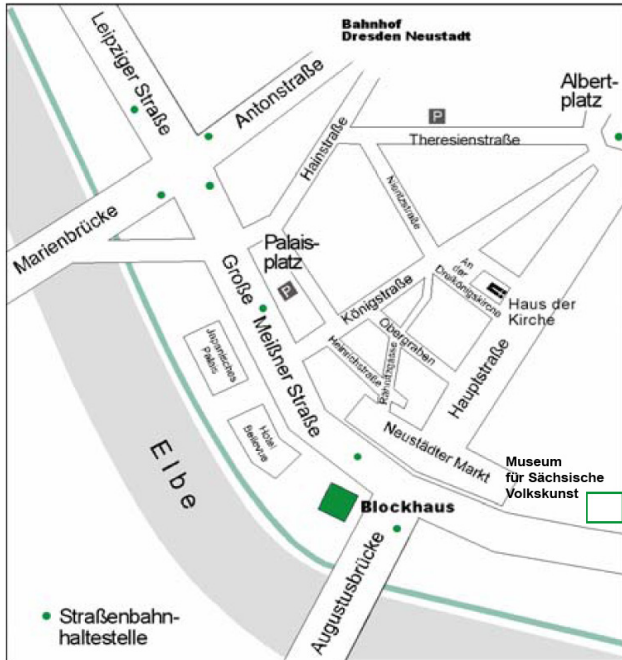 Bahnhof
Dresden Neustadt
Leipziger Straße
Antonstraße
Albert-
platz
P
Theresienstraße
Hainstraße
Nieritzstraße
Marienbrücke
Palais-
platz
P
An
der
Dreikönigskirche
Haus der
Kirche
Königstraße
Große Meißner Straße
Obergraben
Heinrichstraße
Rähnitzgasse
Hauptstraße
Japanisches
Palais
Hotel
Bellevue
Neustädter Markt
Museum
für Sächsische
Volkskunst
Elbe
Blockhaus
Augustusbrücke
Straßenbahn-
haltestelle